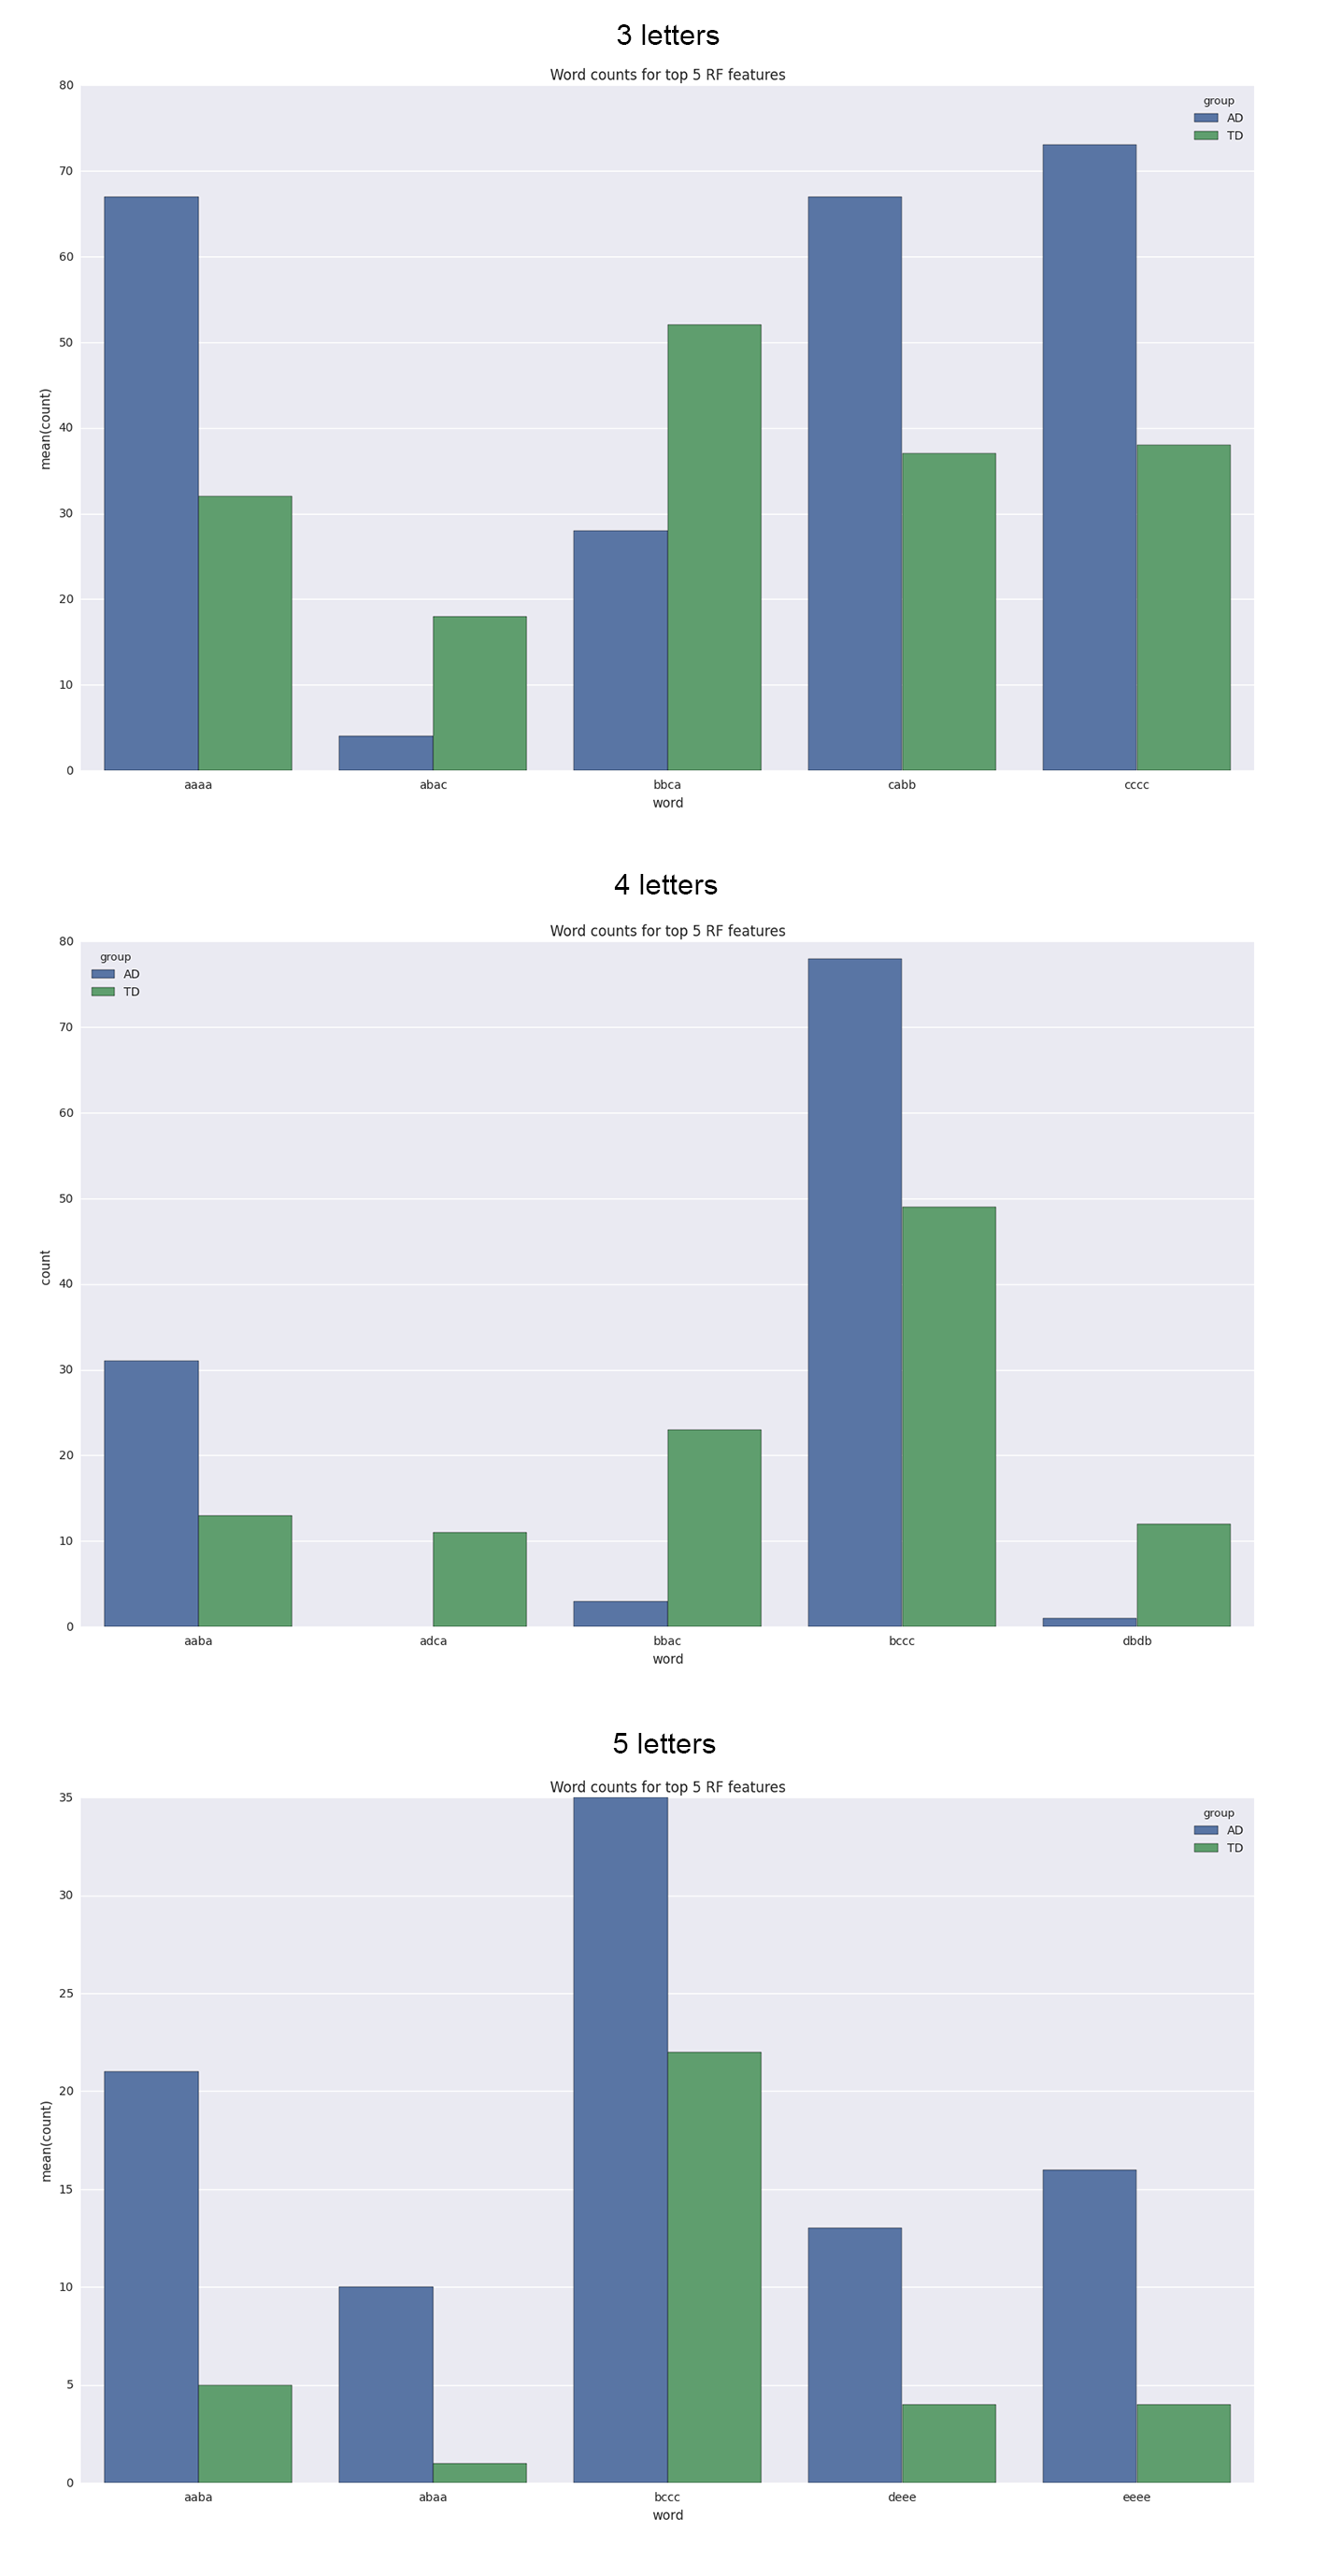 3 letters
Word counts for top 5 RF features
80
70
60
50
40
30
20
10
0
mean(count)
group
AD
TD
aaaa abac bbca cabb cccc
word
4 letters
Word counts for top 5 RF features
80
70
60
50
40
30
20
10
0
count
group
AD
TD
aaba adca bbac bccc dbdb
word
5 letters
Word counts for top 5 RF features
35
30
25
20
15
10
5
0
mean(count)
group
AD
TD
aaba abaa bccc deee eeee
word